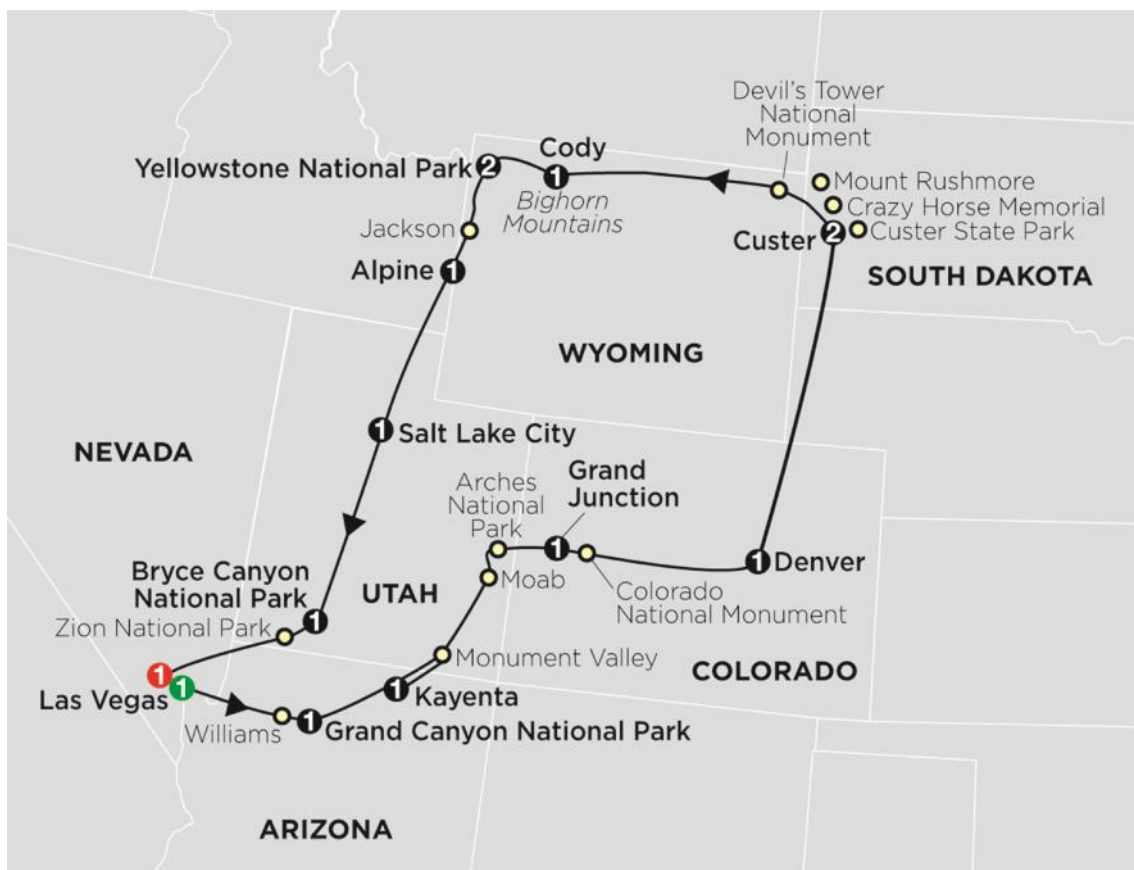 Devil's Tower
National
Monument
Cody
1
Yellowstone National Park
2
Bighorn
Mountains
Mount Rushmore
Crazy Horse Memorial
Jackson
Custer
2
Custer State Park
Alpine
1
SOUTH DAKOTA
WYOMING
1
Salt Lake City
NEVADA
Grand
Junction
Arches
National
Park
1
Denver
1
Moab
Colorado
National Monument
Bryce Canyon
National Park
1
UTAH
Zion National Park
Monument Valley
COLORADO
1
Las Vegas
1
1
Kayenta
Williams
1
Grand Canyon National Park
ARIZONA